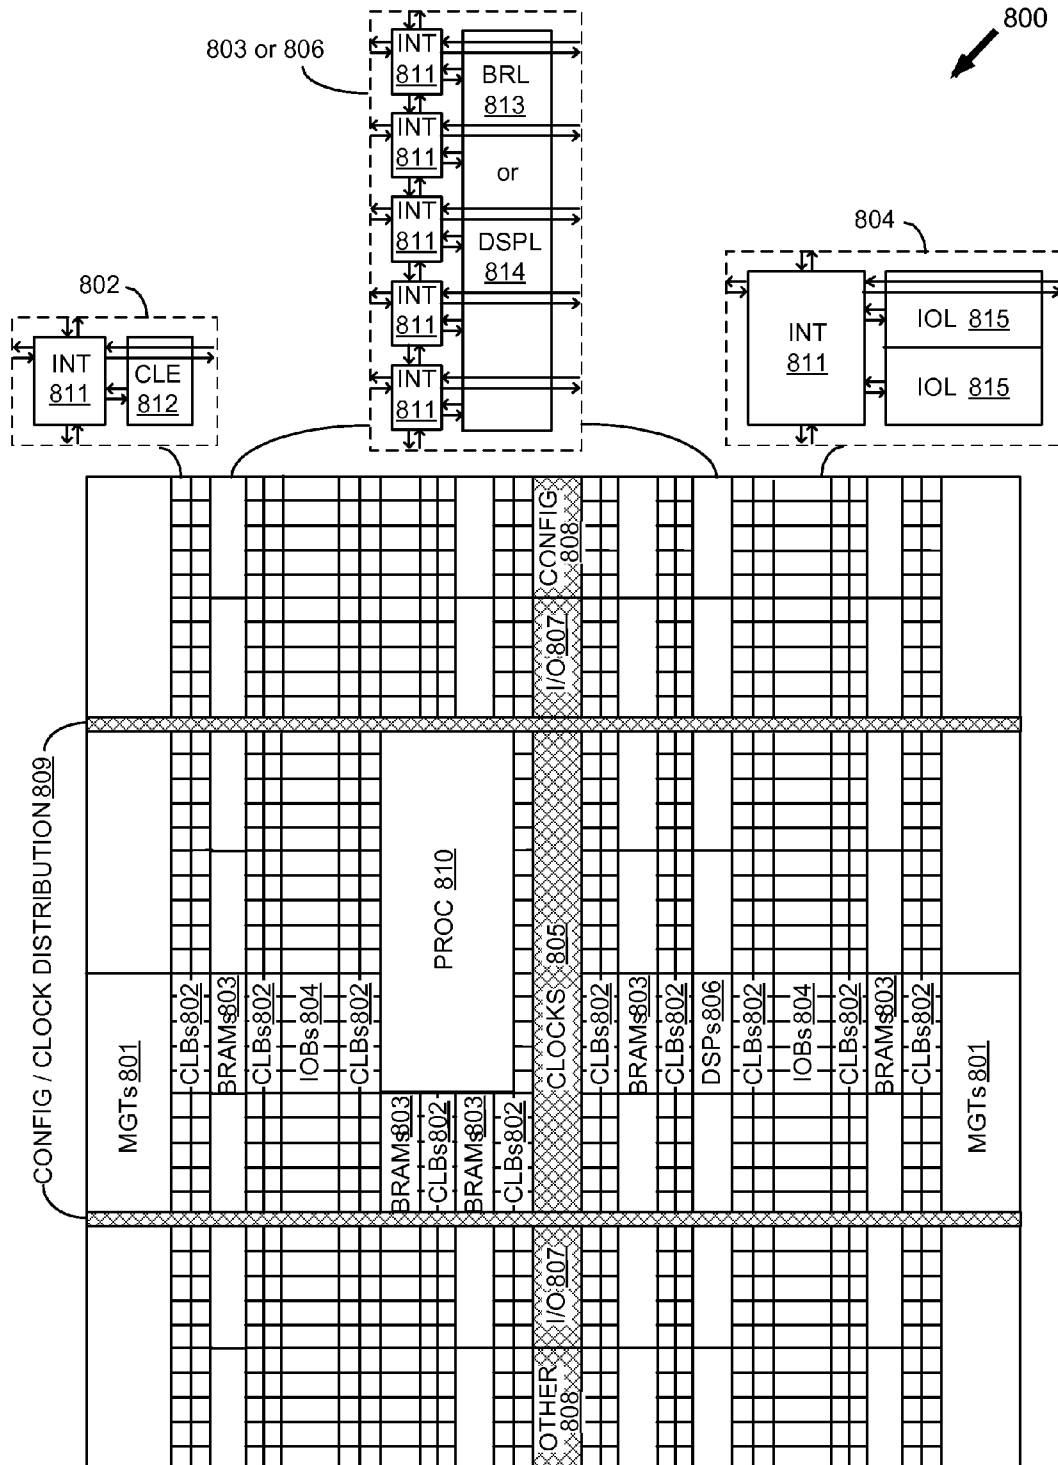 800
803 or 806
INT
811
INT
811
INT
811
INT
811
INT
811
BRL
813
or
DSPL
814
804
INT
811
IOL 815
IOL 815
802
INT
811
CLE
812
CONFIG
808
I/O 807
CONFIG / CLOCK DISTRIBUTION 809
PROC 810
CLOCKS 805
MGTs 801
CLBs 802
BRAMs 803
CLBs 802
IOBs 804
CLBs 802
BRAMs 803
CLBs 802
BRAMs 803
CLBs 802
CLBs 802
BRAMs 803
CLBs 802
DSPs 806
CLBs 802
IOBs 804
CLBs 802
BRAMs 803
CLBs 802
MGTs 801
I/O 807
OTHER
808